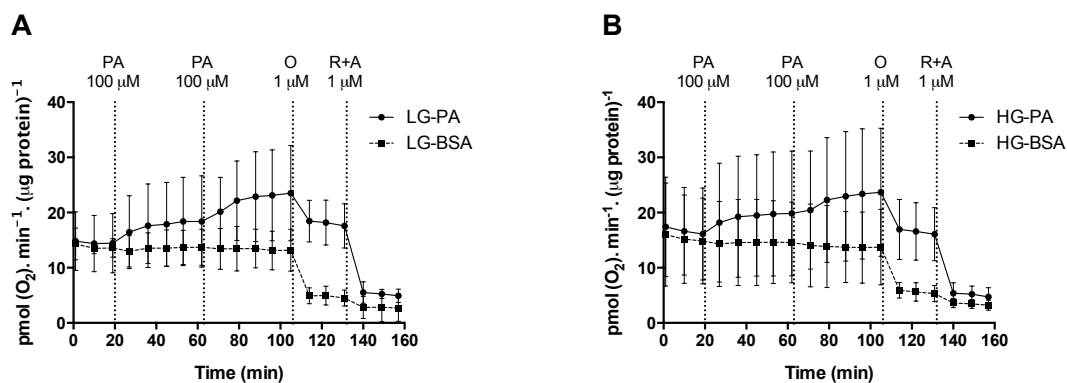 A
PA
100 μM
PA
100 μM
O
1 μM
R+A
1 μM
LG-PA
LG-BSA
pmol (O₂). min⁻¹. (μg protein)⁻¹
40
30
20
10
0
0 20 40 60 80 100 120 140 160
Time (min)
B
PA
100 μM
PA
100 μM
O
1 μM
R+A
1 μM
HG-PA
HG-BSA
pmol (O₂). min⁻¹. (μg protein)⁻¹
40
30
20
10
0
0 20 40 60 80 100 120 140 160
Time (min)